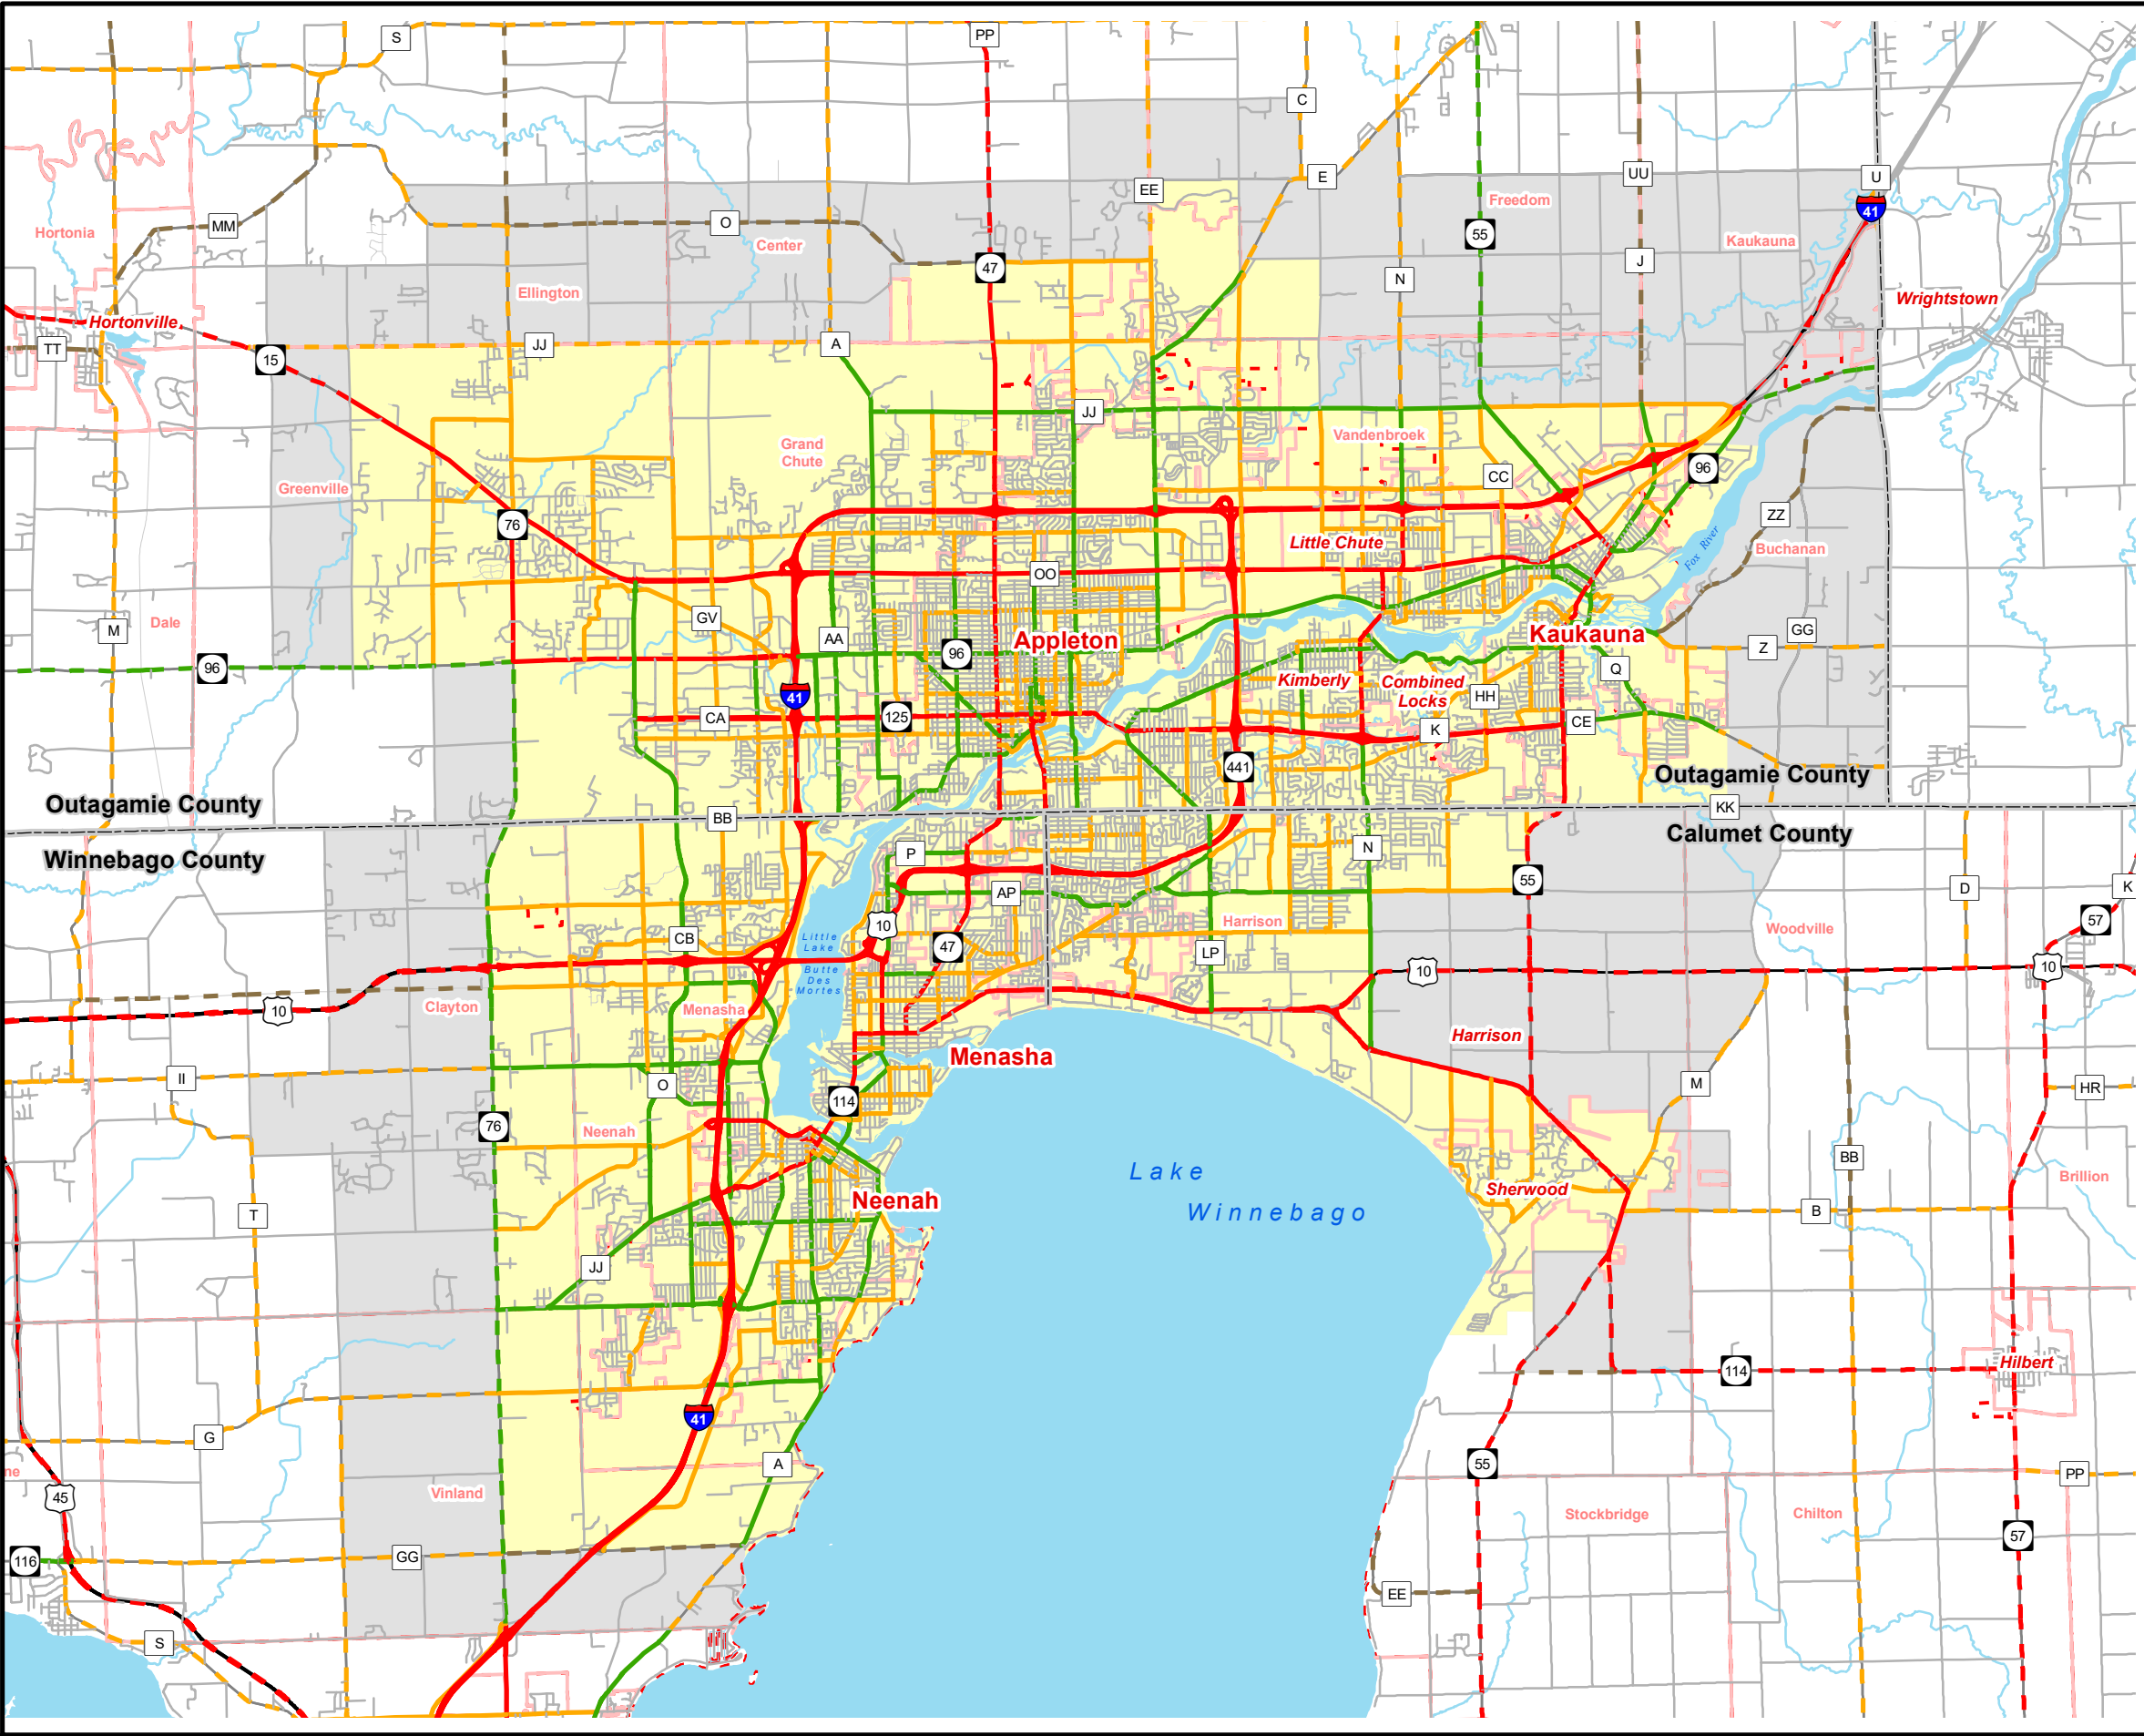 S
PP
C
EE
E
UU
U
41
Freedom
55
MM
O
Hortonia
Center
Kaukauna
47
J
N
Ellington
Wrightstown
Hortonville
TT
15
JJ
A
JJ
Grand
Chute
Vandenbroek
CC
96
Greenville
76
ZZ
Little Chute
Fox River
Buchanan
OO
GV
M
Dale
AA
Appleton
Kaukauna
GG
Z
96
96
Q
Kimberly
Combined
Locks
HH
41
CA
125
CE
K
441
Outagamie County
Outagamie County
KK
BB
Calumet County
Winnebago County
P
N
55
D
K
AP
Harrison
57
10
Woodville
CB
Little
Lake
Butte
Des
Mortes
47
LP
10
10
Clayton
10
Menasha
Harrison
Menasha
II
O
M
HR
114
76
Neenah
BB
Lake
Brillion
Sherwood
Neenah
Winnebago
T
B
JJ
Hilbert
114
41
G
A
55
ne
PP
45
Vinland
Stockbridge
Chilton
57
116
GG
EE
S